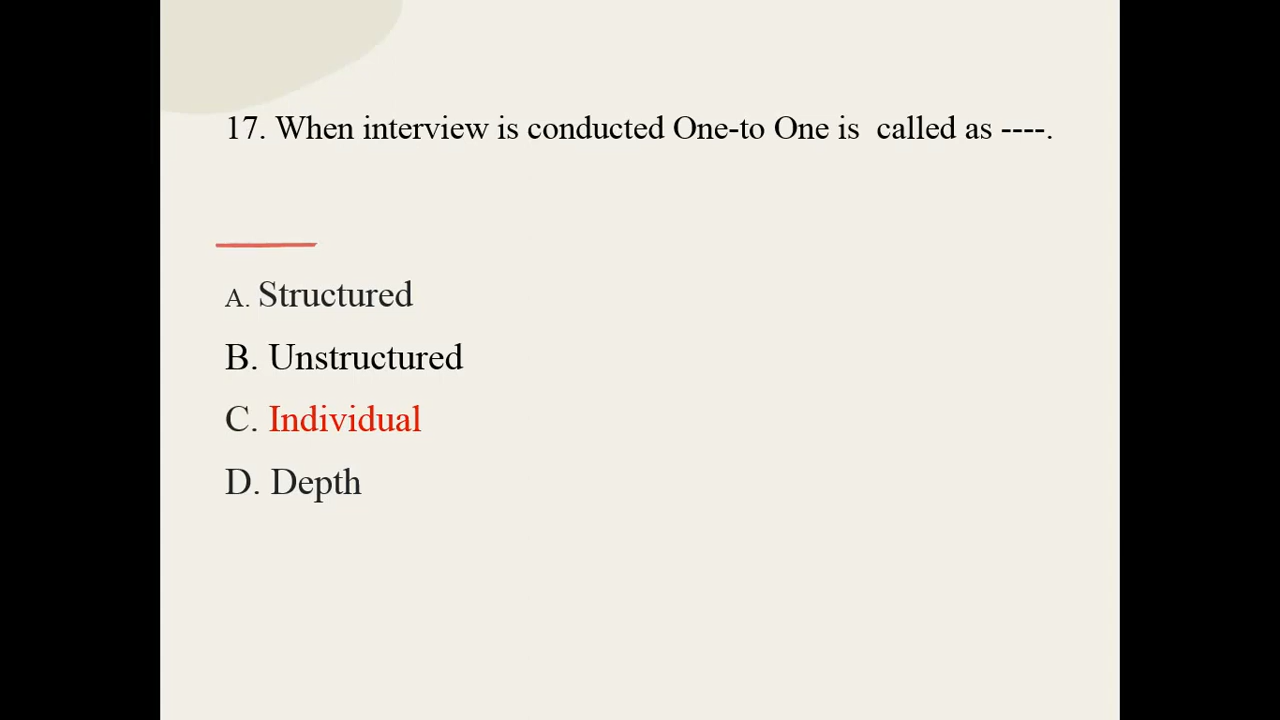 17. When interview is conducted One-to One is  called as ----.
A. Structured
B. Unstructured
C. Individual
D. Depth